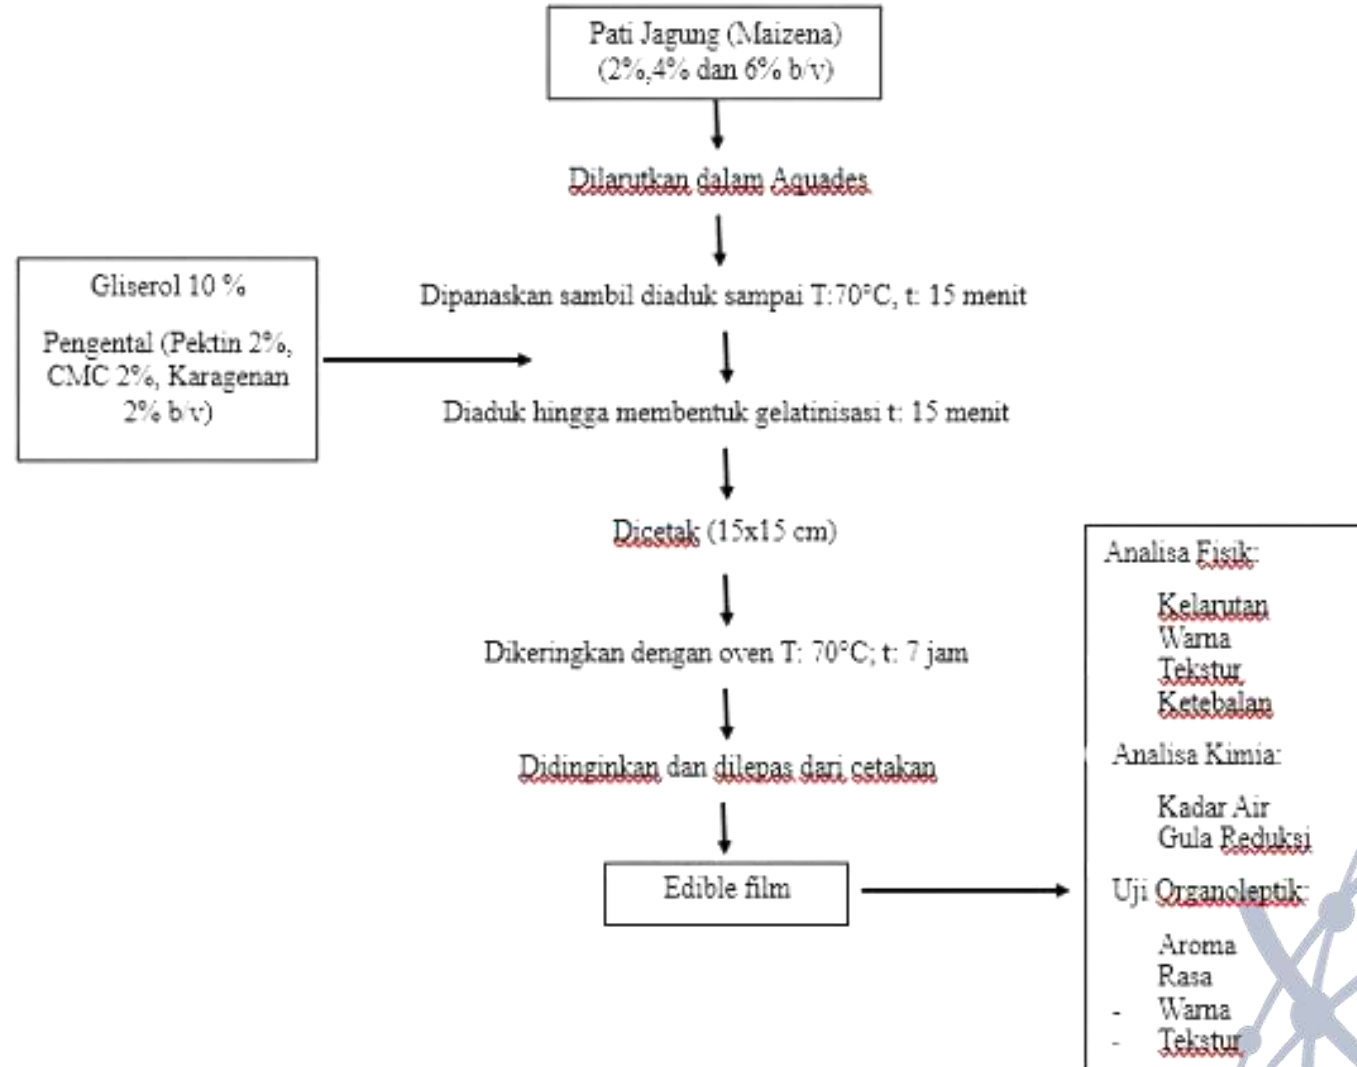 Pati Jagung (Maizena)
(2%,4% dan 6% b/v)
Dilarutkan dalam Aquades
Gliserol 10 %
Pengental (Pektin 2%,
CMC 2%, Karagenan
2% b/v)
Dipanaskan sambil diaduk sampai T:70°C, t: 15 menit
Diaduk hingga membentuk gelatinisasi t: 15 menit
Dicetak (15x15 cm)
Dikeringkan dengan oven T: 70°C; t: 7 jam
Didinginkan dan dilepas dari cetakan
Edible film
Analisa Fisik:
Kelarutan
Warna
Tekstur
Ketebalan
Analisa Kimia:
Kadar Air
Gula Reduksi
Uji Organoleptik:
Aroma
Rasa
- Warna
- Tekstur